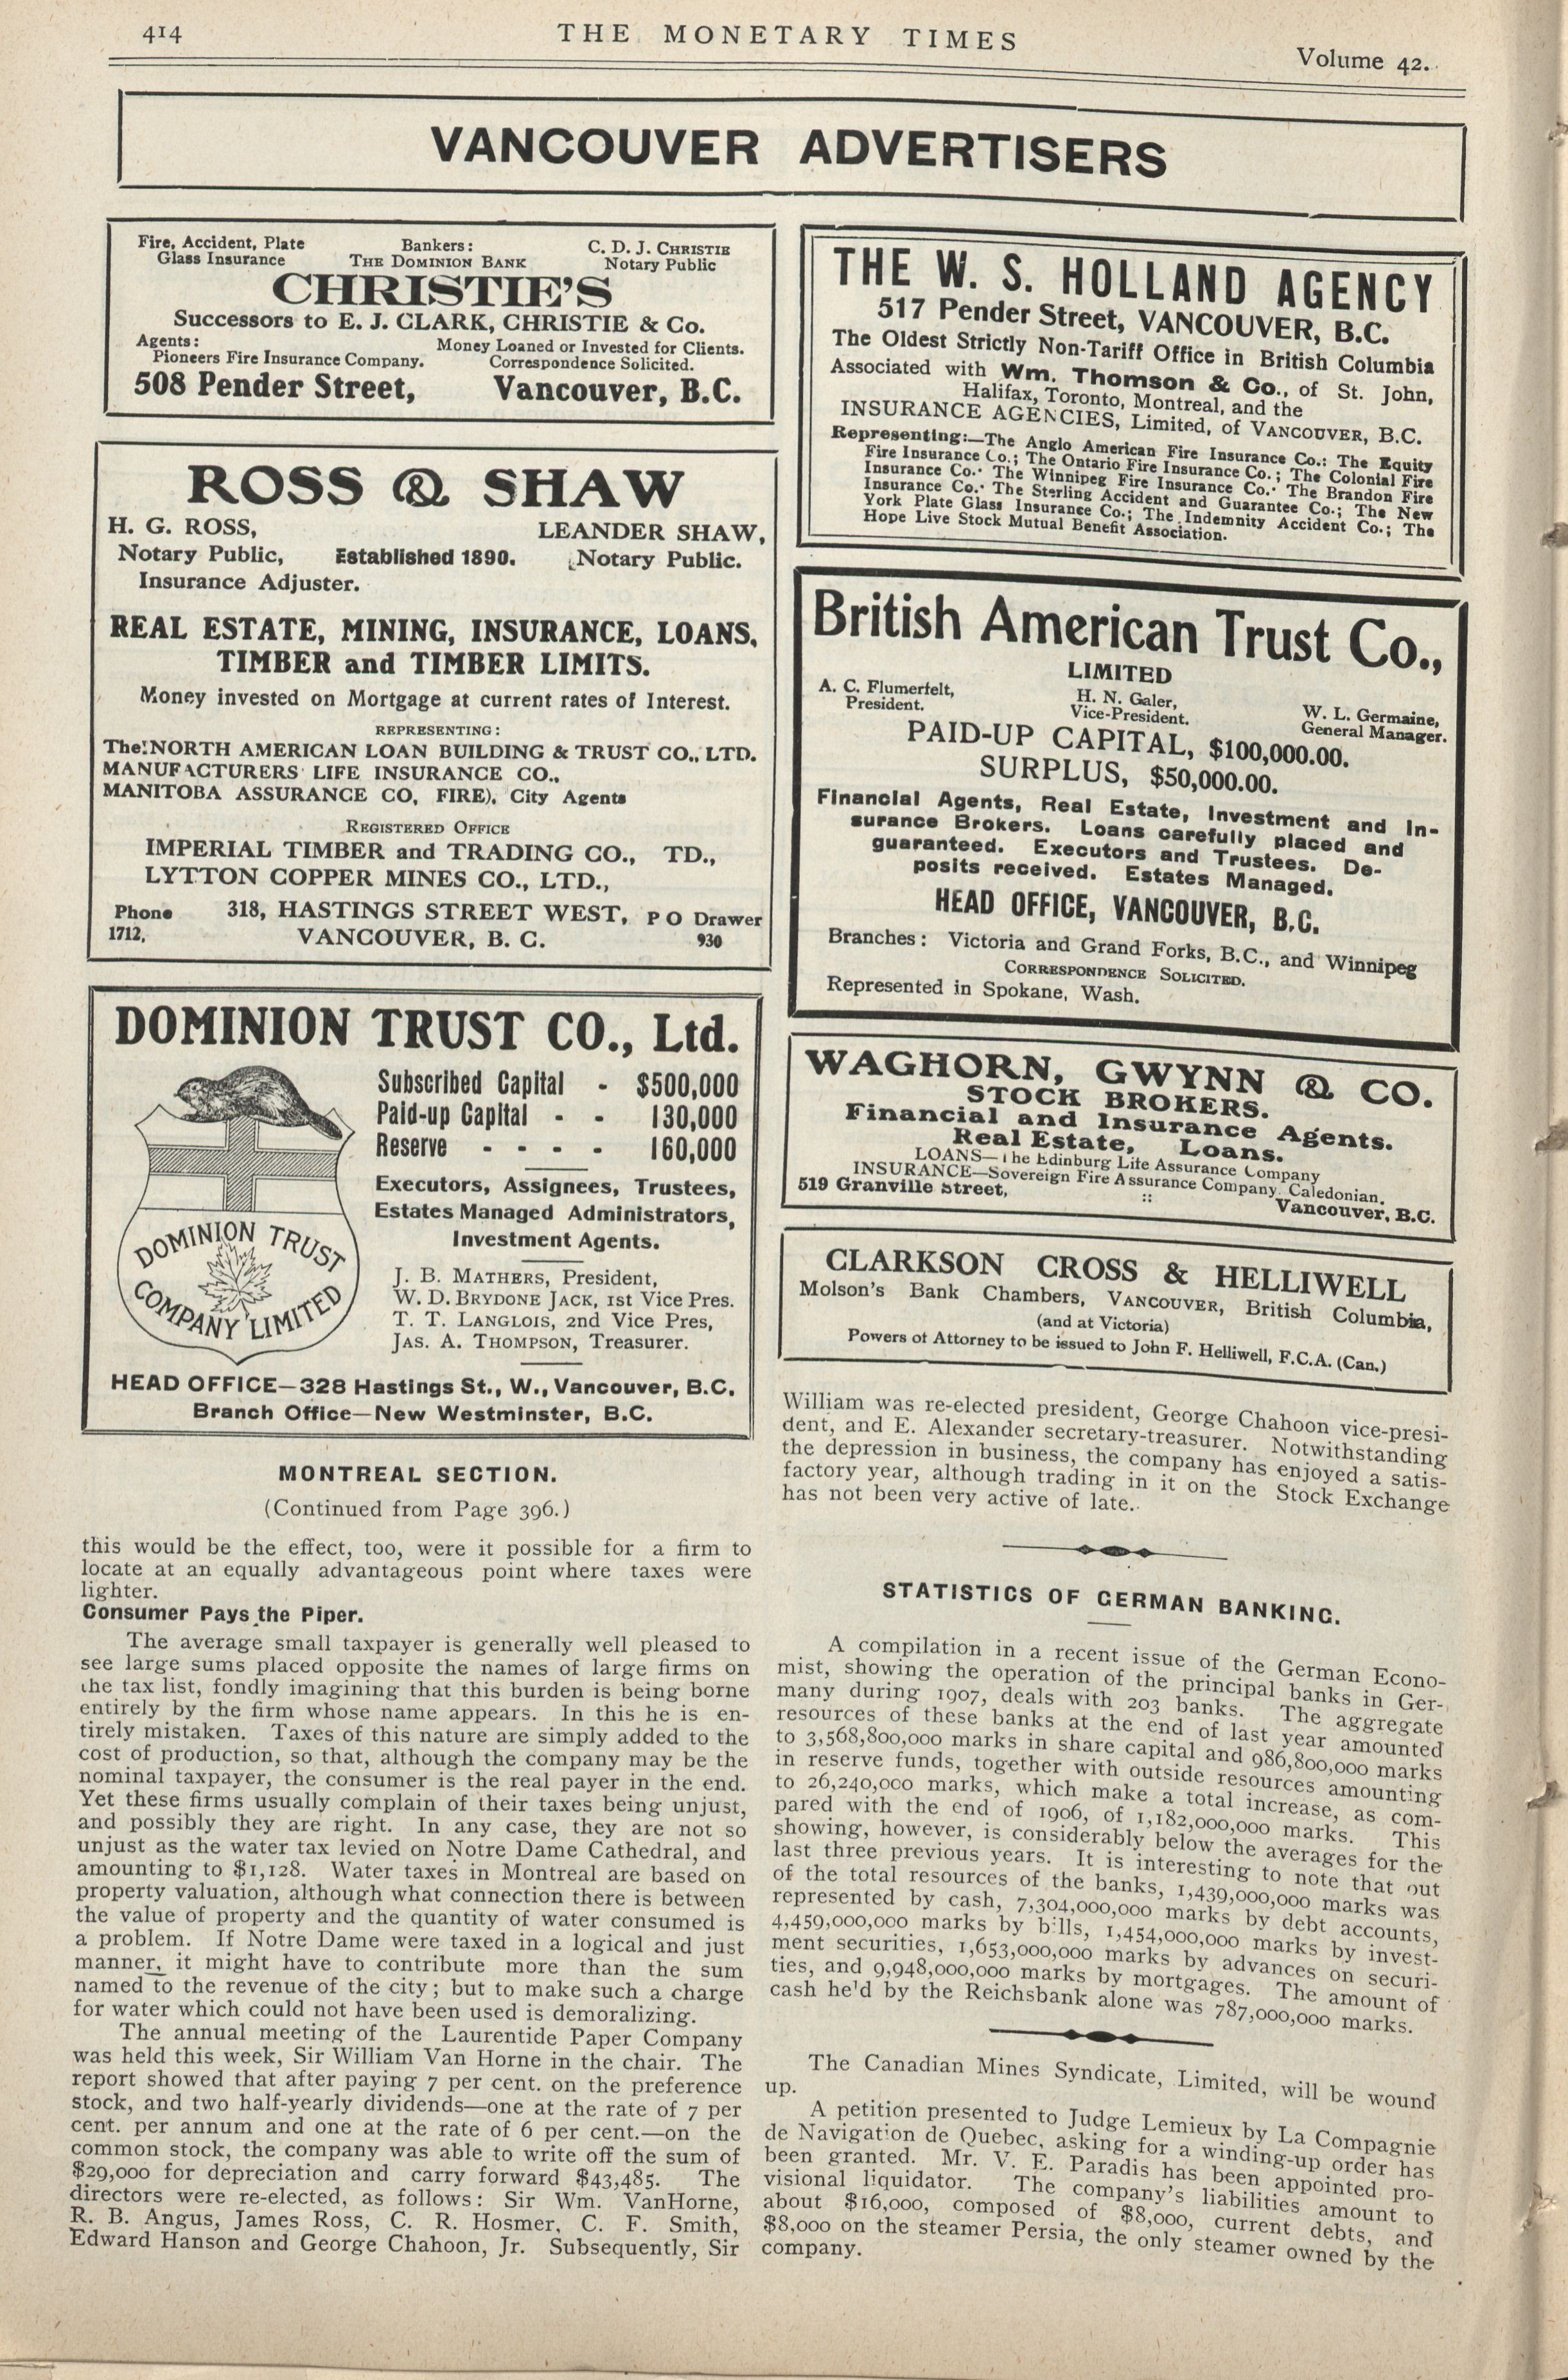 414
THE MONETARY TIMES
Volume 42.
VANCOUVER ADVERTISERS
Fire, Accident, Plate
Glass Insurance
Bankers:
THE DOMINION BANK
C. D. J. CHRISTIE
Notary Public
CHRISTIE'S
Successors to E. J. CLARK, CHRISTIE & Co.
Agents:
Pioneers Fire Insurance Company.
Money Loaned or Invested for Clients.
Correspondence Solicited.
508 Pender Street, Vancouver, B.C.
ROSS & SHAW
H. G. ROSS,
Notary Public,
Insurance Adjuster.
Established 1890.
LEANDER SHAW,
Notary Public.
REAL ESTATE, MINING, INSURANCE, LOANS,
TIMBER and TIMBER LIMITS.
Money invested on Mortgage at current rates of Interest.
REPRESENTING:
The NORTH AMERICAN LOAN BUILDING & TRUST CO., LTD.
MANUFACTURERS LIFE INSURANCE CO.,
MANITOBA ASSURANCE CO, FIRE), City Agents
REGISTERED OFFICE
IMPERIAL TIMBER and TRADING CO., TD.,
LYTTON COPPER MINES CO., LTD.,
Phone
1712,
318, HASTINGS STREET WEST,
VANCOUVER, B. C.
P O Drawer
930
DOMINION TRUST CO., Ltd.
DOMINION TRUST
COMPANY LIMITED
Subscribed Capital - $500,000
Paid-up Capital - - 130,000
Reserve - - - - 160,000
Executors, Assignees, Trustees,
Estates Managed Administrators,
Investment Agents.
J. B. MATHERS, President,
W. D. BRYDONE JACK, 1st Vice Pres.
T. T. LANGLOIS, 2nd Vice Pres,
JAS. A. THOMPSON, Treasurer.
HEAD OFFICE—328 Hastings St., W., Vancouver, B.C.
Branch Office—New Westminster, B.C.
MONTREAL SECTION.
(Continued from Page 396.)
this would be the effect, too, were it possible for a firm to
locate at an equally advantageous point where taxes were
lighter.
Consumer Pays the Piper.
The average small taxpayer is generally well pleased to
see large sums placed opposite the names of large firms on
the tax list, fondly imagining that this burden is being borne
entirely by the firm whose name appears. In this he is en-
tirely mistaken. Taxes of this nature are simply added to the
cost of production, so that, although the company may be the
nominal taxpayer, the consumer is the real payer in the end.
Yet these firms usually complain of their taxes being unjust,
and possibly they are right. In any case, they are not so
unjust as the water tax levied on Notre Dame Cathedral, and
amounting to $1,128. Water taxes in Montreal are based on
property valuation, although what connection there is between
the value of property and the quantity of water consumed is
a problem. If Notre Dame were taxed in a logical and just
manner, it might have to contribute more than the sum
named to the revenue of the city; but to make such a charge
for water which could not have been used is demoralizing.
The annual meeting of the Laurentide Paper Company
was held this week, Sir William Van Horne in the chair. The
report showed that after paying 7 per cent. on the preference
stock, and two half-yearly dividends—one at the rate of 7 per
cent. per annum and one at the rate of 6 per cent.—on the
common stock, the company was able to write off the sum of
$29,000 for depreciation and carry forward $43,485. The
directors were re-elected, as follows: Sir Wm. VanHorne,
R. B. Angus, James Ross, C. R. Hosmer, C. F. Smith,
Edward Hanson and George Chahoon, Jr. Subsequently, Sir
THE W. S. HOLLAND AGENCY
517 Pender Street, VANCOUVER, B.C.
The Oldest Strictly Non-Tariff Office in British Columbia
Associated with Wm. Thomson & Co., of St. John,
Halifax, Toronto, Montreal, and the
INSURANCE AGENCIES, Limited, of VANCOUVER, B.C.
Representing:—The Anglo American Fire Insurance Co.: The Equity
Fire Insurance Co.; The Ontario Fire Insurance Co.; The Colonial Fire
Insurance Co.· The Winnipeg Fire Insurance Co.· The Brandon Fire
Insurance Co.· The Sterling Accident and Guarantee Co.; The New
York Plate Glass Insurance Co.; The Indemnity Accident Co.; The
Hope Live Stock Mutual Benefit Association.
British American Trust Co.,
LIMITED
A. C. Flumerfelt,
President.
H. N. Galer,
Vice-President.
W. L. Germaine,
General Manager.
PAID-UP CAPITAL, $100,000.00.
SURPLUS, $50,000.00.
Financial Agents, Real Estate, Investment and In-
surance Brokers. Loans carefully placed and
guaranteed. Executors and Trustees. De-
posits received. Estates Managed.
HEAD OFFICE, VANCOUVER, B.C.
Branches: Victoria and Grand Forks, B.C., and Winnipeg
CORRESPONDENCE SOLICITED.
Represented in Spokane, Wash.
WAGHORN, GWYNN & CO.
STOCK BROKERS.
Financial and Insurance Agents.
Real Estate, Loans.
LOANS—The Edinburg Life Assurance Company
INSURANCE—Sovereign Fire Assurance Company, Caledonian.
519 Granville Street, :: Vancouver, B.C.
CLARKSON CROSS & HELLIWELL
Molson's Bank Chambers, VANCOUVER, British Columbia,
(and at Victoria)
Powers of Attorney to be issued to John F. Helliwell, F.C.A. (Can.)
William was re-elected president, George Chahoon vice-presi-
dent, and E. Alexander secretary-treasurer. Notwithstanding
the depression in business, the company has enjoyed a satis-
factory year, although trading in it on the Stock Exchange
has not been very active of late.
STATISTICS OF GERMAN BANKING.
A compilation in a recent issue of the German Econo-
mist, showing the operation of the principal banks in Ger-
many during 1907, deals with 203 banks. The aggregate
resources of these banks at the end of last year amounted
to 3,568,800,000 marks in share capital and 986,800,000 marks
in reserve funds, together with outside resources amounting
to 26,240,000 marks, which make a total increase, as com-
pared with the end of 1906, of 1,182,000,000 marks. This
showing, however, is considerably below the averages for the
last three previous years. It is interesting to note that out
of the total resources of the banks, 1,439,000,000 marks was
represented by cash, 7,304,000,000 marks by debt accounts,
4,459,000,000 marks by bills, 1,454,000,000 marks by invest-
ment securities, 1,653,000,000 marks by advances on securi-
ties, and 9,948,000,000 marks by mortgages. The amount of
cash he'd by the Reichsbank alone was 787,000,000 marks.
The Canadian Mines Syndicate, Limited, will be wound
up.
A petition presented to Judge Lemieux by La Compagnie
de Navigation de Quebec, asking for a winding-up order has
been granted. Mr. V. E. Paradis has been appointed pro-
visional liquidator. The company's liabilities amount to
about $16,000, composed of $8,000, current debts, and
$8,000 on the steamer Persia, the only steamer owned by the
company.